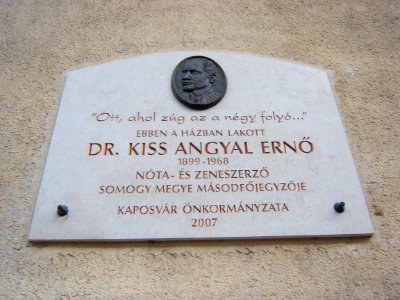 "Ott, ahol zúg az a négy folyó..."
EBBEN A HÁZBAN LAKOTT
DR. KISS ANGYAL ERNŐ
1899-1968
NÓTA- ÉS ZENESZERZŐ
SOMOGY MEGYE MÁSODFŐJEGYZŐJE
KAPOSVÁR ÖNKORMÁNYZATA
2007